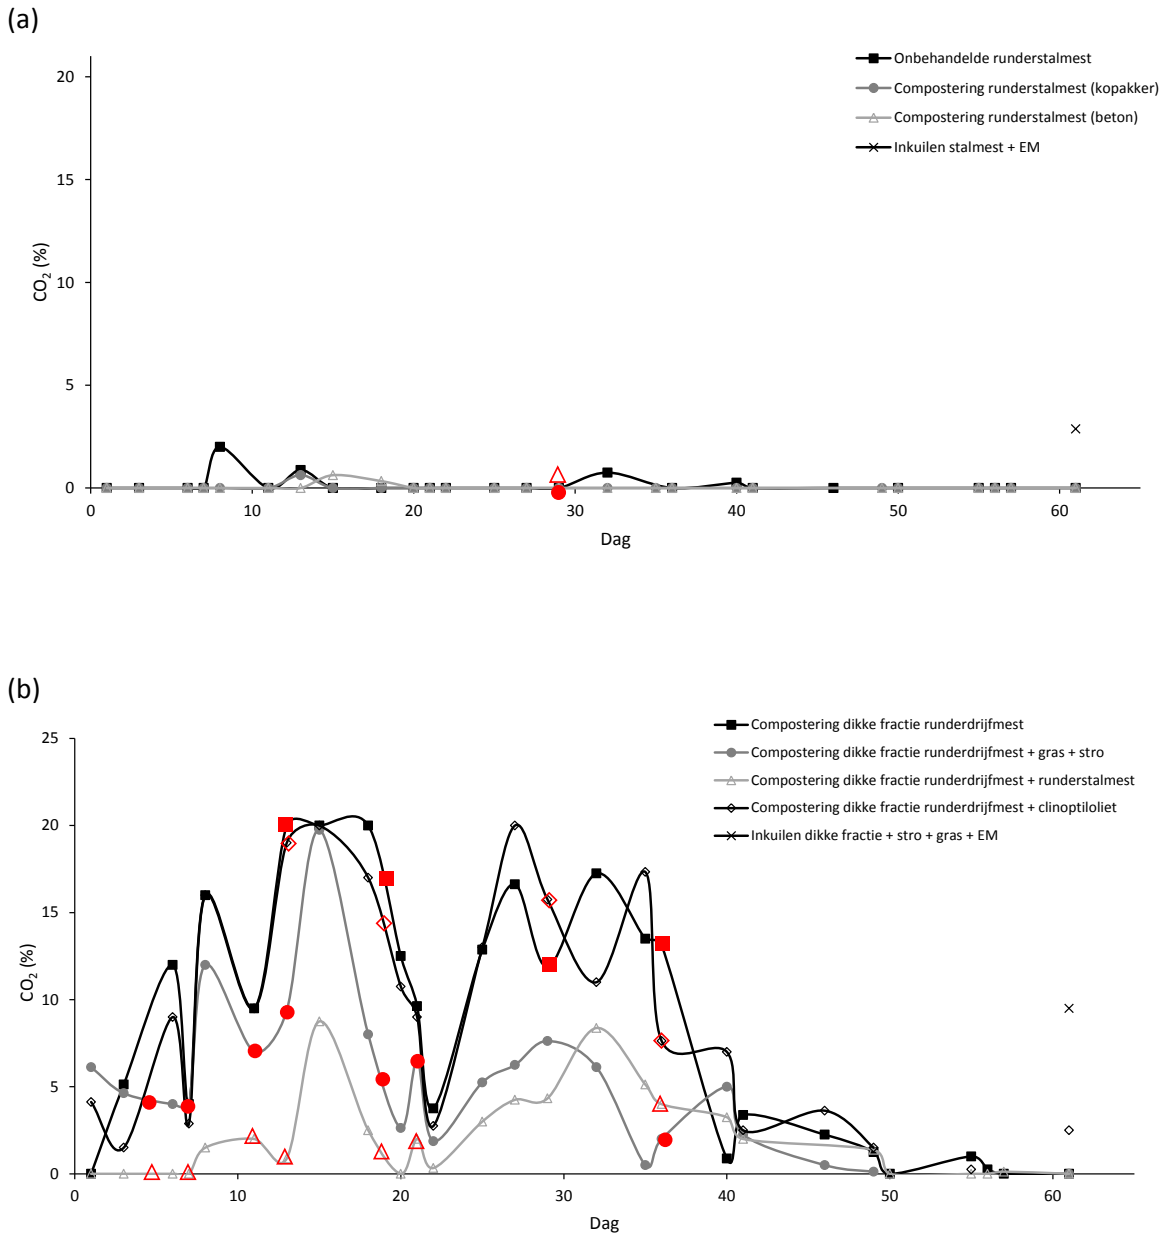 (a)
Onbehandelde runderstalmest
Compostering runderstalmest (kopakker)
Compostering runderstalmest (beton)
Inkuilen stalmest + EM
20
15
10
5
0
CO₂ (%)
0 10 20 30 40 50 60
Dag
(b)
Compostering dikke fractie runderdrijfmest
Compostering dikke fractie runderdrijfmest + gras + stro
Compostering dikke fractie runderdrijfmest + runderstalmest
Compostering dikke fractie runderdrijfmest + clinoptiloliet
Inkuilen dikke fractie + stro + gras + EM
25
20
15
10
5
0
CO₂ (%)
0 10 20 30 40 50 60
Dag